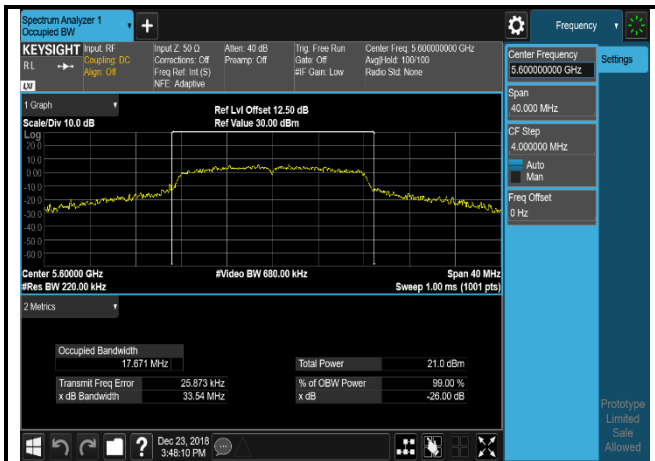 Spectrum Analyzer 1
Occupied BW
+
Frequency
KEYSIGHT
R L
LXI
Input: RF
Coupling: DC
Align: Off
Input Z: 50 Ω
Corrections: Off
Freq Ref: Int (S)
NFE: Adaptive
Atten: 40 dB
Preamp: Off
Trig: Free Run
Gate: Off
#IF Gain: Low
Center Freq: 5.600000000 GHz
Avg|Hold: 100/100
Radio Std: None
Center Frequency
5.600000000 GHz
Settings
Span
40.000 MHz
CF Step
4.000000 MHz
Auto
Man
Freq Offset
0 Hz
1 Graph
Scale/Div 10.0 dB
Ref Lvl Offset 12.50 dB
Ref Value 30.00 dBm
Log
20.0
10.0
0.00
-10.0
-20.0
-30.0
-40.0
-50.0
-60.0
Center 5.60000 GHz
#Res BW 220.00 kHz
#Video BW 680.00 kHz
Span 40 MHz
Sweep 1.00 ms (1001 pts)
2 Metrics
Occupied Bandwidth
17.671 MHz
Total Power 21.0 dBm
Transmit Freq Error 25.873 kHz
% of OBW Power 99.00 %
x dB Bandwidth 33.54 MHz
x dB -26.00 dB
Prototype
Limited
Sale
Allowed
?
Dec 23, 2018
3:48:10 PM